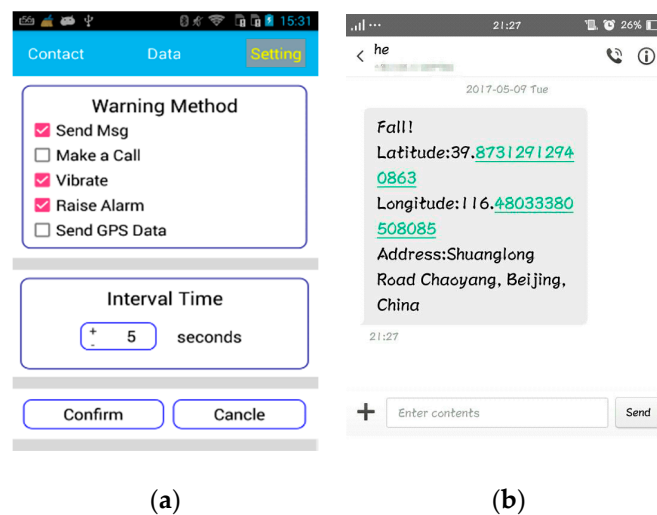 15:31
Contact Data Setting
Warning Method
Send Msg
Make a Call
Vibrate
Raise Alarm
Send GPS Data
Interval Time
+
-
5 seconds
Confirm Cancle
(a)
21:27 26%
he
2017-05-09 Tue
Fall!
Latitude:39.8731291294
0863
Longitude:116.48033380
508085
Address:Shuanglong
Road Chaoyang, Beijing,
China
21:27
+ Enter contents Send
(b)